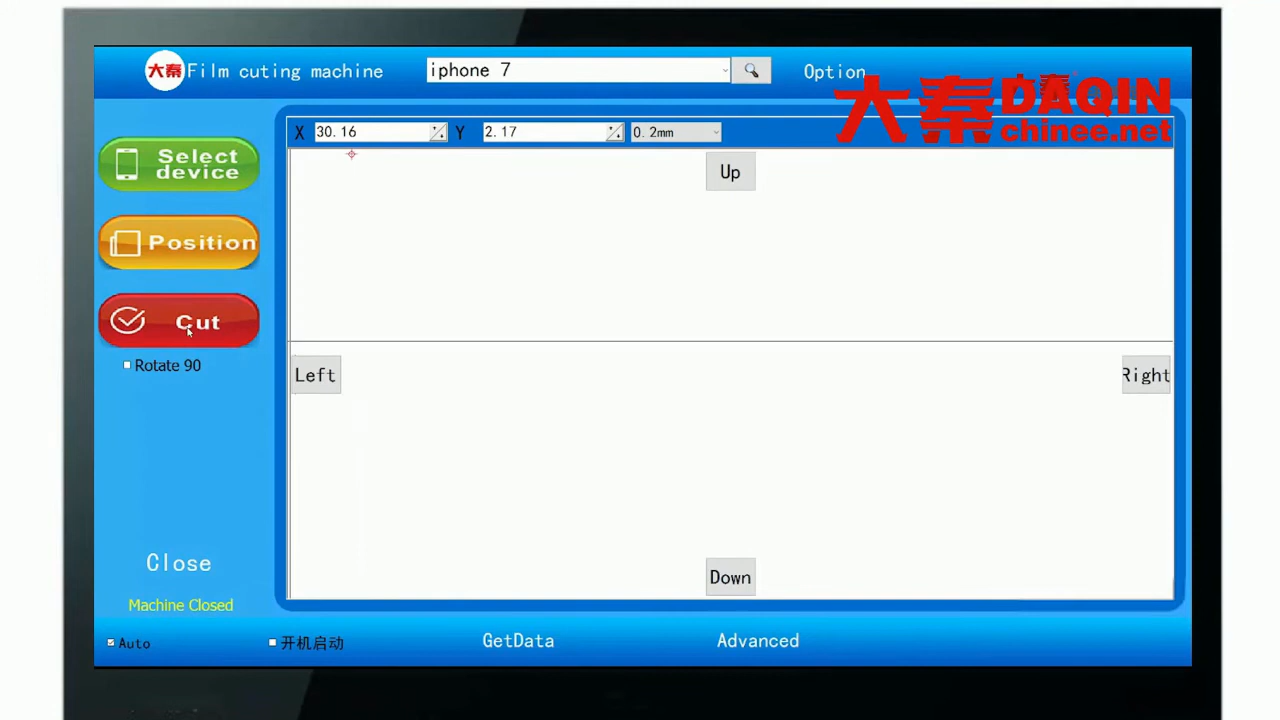 大秦 Film cuting machine
iphone 7
Option
大秦
大秦 DAQIN
chinee.net
X 30.16
Y 2.17
0.2mm
Select
device
Position
Cut
Rotate 90
Up
Left
Right
Down
Close
Machine Closed
Auto
开机启动
GetData
Advanced